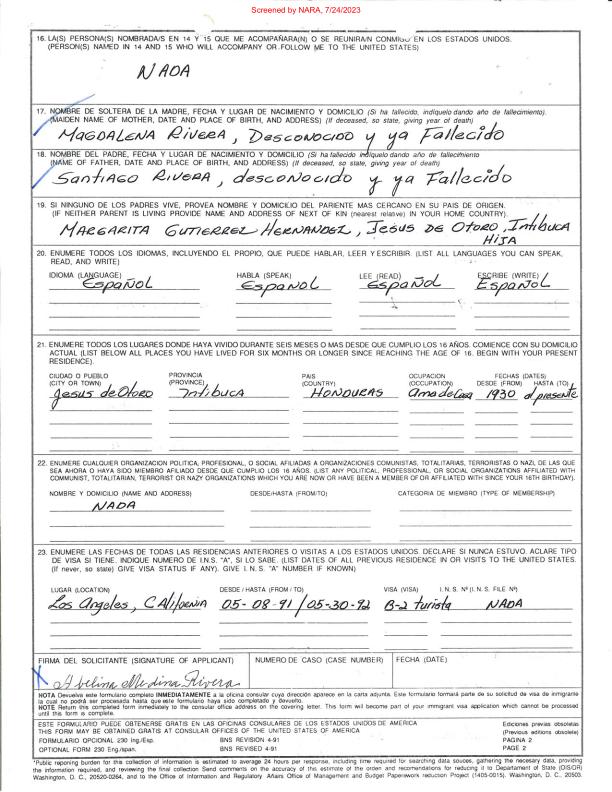 Screened by NARA, 7/24/2023
16. LA(S) PERSONA(S) NOMBRADA/S EN 14 Y 15 QUE ME ACOMPAÑARA(N) O SE REUNIRA/N CONMIGO EN LOS ESTADOS UNIDOS.
(PERSON(S) NAMED IN 14 AND 15 WHO WILL ACCOMPANY OR FOLLOW ME TO THE UNITED STATES)
NADA
17. NOMBRE DE SOLTERA DE LA MADRE, FECHA Y LUGAR DE NACIMIENTO Y DOMICILIO (Si ha fallecido, indíquelo dando año de fallecimiento).
(MAIDEN NAME OF MOTHER, DATE AND PLACE OF BIRTH, AND ADDRESS) (If deceased, so state, giving year of death)
MAGDALENA RIVERA, DESCONOCIDO y ya Fallecido
18. NOMBRE DEL PADRE, FECHA Y LUGAR DE NACIMIENTO Y DOMICILIO (Si ha fallecido indíquelo dando año de fallecimiento
(NAME OF FATHER, DATE AND PLACE OF BIRTH, AND ADDRESS) (If deceased, so state, giving year of death)
SANTIAGO RIVERA, desconocido y ya Fallecido
19. SI NINGUNO DE LOS PADRES VIVE, PROVEA NOMBRE Y DOMICILIO DEL PARIENTE MAS CERCANO EN SU PAIS DE ORIGEN.
(IF NEITHER PARENT IS LIVING PROVIDE NAME AND ADDRESS OF NEXT OF KIN (nearest relative) IN YOUR HOME COUNTRY).
MARGARITA GUTIERREZ HERNANDEZ, JESUS DE OTORO, INTIBUCA
HIJA
20. ENUMERE TODOS LOS IDIOMAS, INCLUYENDO EL PROPIO, QUE PUEDE HABLAR, LEER Y ESCRIBIR. (LIST ALL LANGUAGES YOU CAN SPEAK,
READ, AND WRITE)
IDIOMA (LANGUAGE) HABLA (SPEAK) LEE (READ) ESCRIBE (WRITE)
Español Español Español Español
21. ENUMERE TODOS LOS LUGARES DONDE HAYA VIVIDO DURANTE SEIS MESES O MAS DESDE QUE CUMPLIO LOS 16 AÑOS. COMIENCE CON SU DOMICILIO
ACTUAL (LIST BELOW ALL PLACES YOU HAVE LIVED FOR SIX MONTHS OR LONGER SINCE REACHING THE AGE OF 16. BEGIN WITH YOUR PRESENT
RESIDENCE).
CIUDAD O PUEBLO PROVINCIA PAIS OCUPACION FECHAS (DATES)
(CITY OR TOWN) (PROVINCE) (COUNTRY) (OCCUPATION) DESDE (FROM) HASTA (TO)
Jesus de Otoro Intibuca HONDURAS Ama de Casa 1930 al presente
22. ENUMERE CUALQUIER ORGANIZACION POLITICA, PROFESIONAL, O SOCIAL AFILIADAS A ORGANIZACIONES COMUNISTAS, TOTALITARIAS, TERRORISTAS O NAZI, DE LAS QUE
SEA AHORA O HAYA SIDO MIEMBRO AFILIADO DESDE QUE CUMPLIO LOS 16 AÑOS. (LIST ANY POLITICAL, PROFESSIONAL, OR SOCIAL ORGANIZATIONS AFFILIATED WITH
COMMUNIST, TOTALITARIAN, TERRORIST OR NAZY ORGANIZATIONS WHICH YOU ARE NOW OR HAVE BEEN A MEMBER OF OR AFFILIATED WITH SINCE YOUR 16TH BIRTHDAY).
NOMBRE Y DOMICILIO (NAME AND ADDRESS) DESDE/HASTA (FROM/TO) CATEGORIA DE MIEMBRO (TYPE OF MEMBERSHIP)
NADA
23. ENUMERE LAS FECHAS DE TODAS LAS RESIDENCIAS ANTERIORES O VISITAS A LOS ESTADOS UNIDOS. DECLARE SI NUNCA ESTUVO. ACLARE TIPO
DE VISA SI TIENE. INDIQUE NUMERO DE I.N.S. "A", SI LO SABE. (LIST DATES OF ALL PREVIOUS RESIDENCE IN OR VISITS TO THE UNITED STATES.
(If never, so state) GIVE VISA STATUS IF ANY). GIVE I.N.S. "A" NUMBER IF KNOWN)
LUGAR (LOCATION) DESDE / HASTA (FROM / TO) VISA (VISA) I.N.S. Nº (I.N.S. FILE Nº)
Los Angeles, CALIFORNIA 05-08-91/05-30-92 B-2 turista NADA
FIRMA DEL SOLICITANTE (SIGNATURE OF APPLICANT) NUMERO DE CASO (CASE NUMBER) FECHA (DATE)
X Abelina Medina Rivera
NOTA Devuelve este formulario completo INMEDIATAMENTE a la oficina consular cuya dirección aparece en la carta adjunta. Este formulario formará parte de su solicitud de visa de inmigrante
la cual no podrá ser procesada hasta que este formulario haya sido completado y devuelto.
NOTE Return this completed form immediately to the consular office address on the covering letter. This form will become part of your immigrant visa application which cannot be processed
until this form is complete.
ESTE FORMULARIO PUEDE OBTENERSE GRATIS EN LAS OFICINAS CONSULARES DE LOS ESTADOS UNIDOS DE AMERICA Ediciones previas obsoletas
THIS FORM MAY BE OBTAINED GRATIS AT CONSULAR OFFICES OF THE UNITED STATES OF AMERICA (Previous editions obsolete)
FORMULARIO OPCIONAL 230 Ing./Esp. BNS REVISION 4-91 PAGINA 2
OPTIONAL FORM 230 Eng/span. BNS REVISED 4-91 PAGE 2
*Public reporting burden for this collection of information is estimated to average 24 hours per response, including time required for searching data souces, gathering the necesary data, providing
the information required, and reviewing the final collection Send comments on the accuracy of this estimate of the orden and recomendations for reducing it to Department of State (OIS/RA/DIR)
Washington, D. C., 20520-0264, and to the Office of Information and Regulatory Affairs Office of Management and Budget Paperework reduction Project (1405-0015). Washington, D. C., 20503.